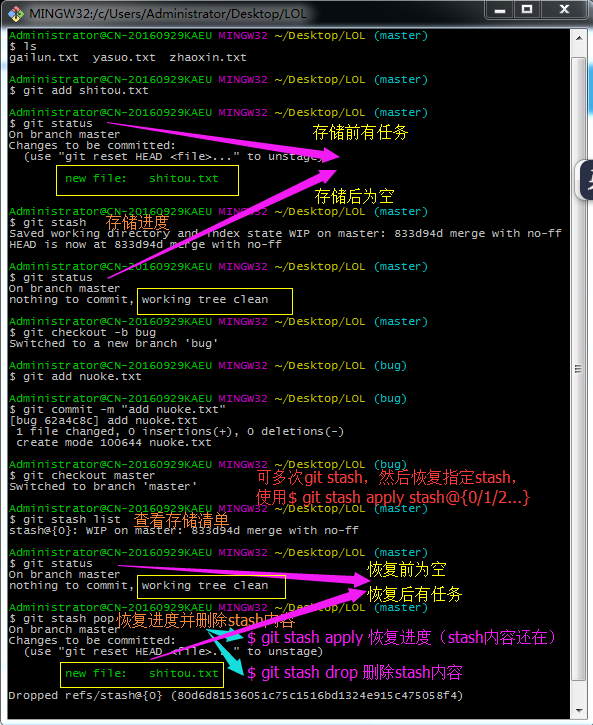 MINGW32:/c/Users/Administrator/Desktop/LOL
Administrator@CN-20160929KAEU MINGW32 ~/Desktop/LOL (master)
$ ls
gailun.txt  yasuo.txt  zhaoxin.txt
Administrator@CN-20160929KAEU MINGW32 ~/Desktop/LOL (master)
$ git add shitou.txt
Administrator@CN-20160929KAEU MINGW32 ~/Desktop/LOL (master)
$ git status
On branch master
存储前有任务
Changes to be committed:
  (use "git reset HEAD <file>..." to unstage)
new file:   shitou.txt
存储后为空
Administrator@CN-20160929KAEU MINGW32 ~/Desktop/LOL (master)
$ git stash 存储进度
Saved working directory and index state WIP on master: 833d94d merge with no-ff
HEAD is now at 833d94d merge with no-ff
Administrator@CN-20160929KAEU MINGW32 ~/Desktop/LOL (master)
$ git status
On branch master
nothing to commit, working tree clean
Administrator@CN-20160929KAEU MINGW32 ~/Desktop/LOL (master)
$ git checkout -b bug
Switched to a new branch 'bug'
Administrator@CN-20160929KAEU MINGW32 ~/Desktop/LOL (bug)
$ git add nuoke.txt
Administrator@CN-20160929KAEU MINGW32 ~/Desktop/LOL (bug)
$ git commit -m "add nuoke.txt"
[bug 62a4c8c] add nuoke.txt
 1 file changed, 0 insertions(+), 0 deletions(-)
 create mode 100644 nuoke.txt
Administrator@CN-20160929KAEU MINGW32 ~/Desktop/LOL (bug)
$ git checkout master
Switched to branch 'master'
可多次git stash，然后恢复指定stash，
使用$ git stash apply stash@{0/1/2...}
Administrator@CN-20160929KAEU MINGW32 ~/Desktop/LOL (master)
$ git stash list 查看存储清单
stash@{0}: WIP on master: 833d94d merge with no-ff
Administrator@CN-20160929KAEU MINGW32 ~/Desktop/LOL (master)
$ git status
On branch master
恢复前为空
nothing to commit, working tree clean
恢复后有任务
Administrator@CN-20160929KAEU MINGW32 ~/Desktop/LOL (master)
$ git stash pop 恢复进度并删除stash内容
On branch master
$ git stash apply 恢复进度（stash内容还在）
Changes to be committed:
  (use "git reset HEAD <file>..." to unstage)
new file:   shitou.txt
$ git stash drop 删除stash内容
Dropped refs/stash@{0} (80d6d81536051c75c1516bd1324e915c475058f4)